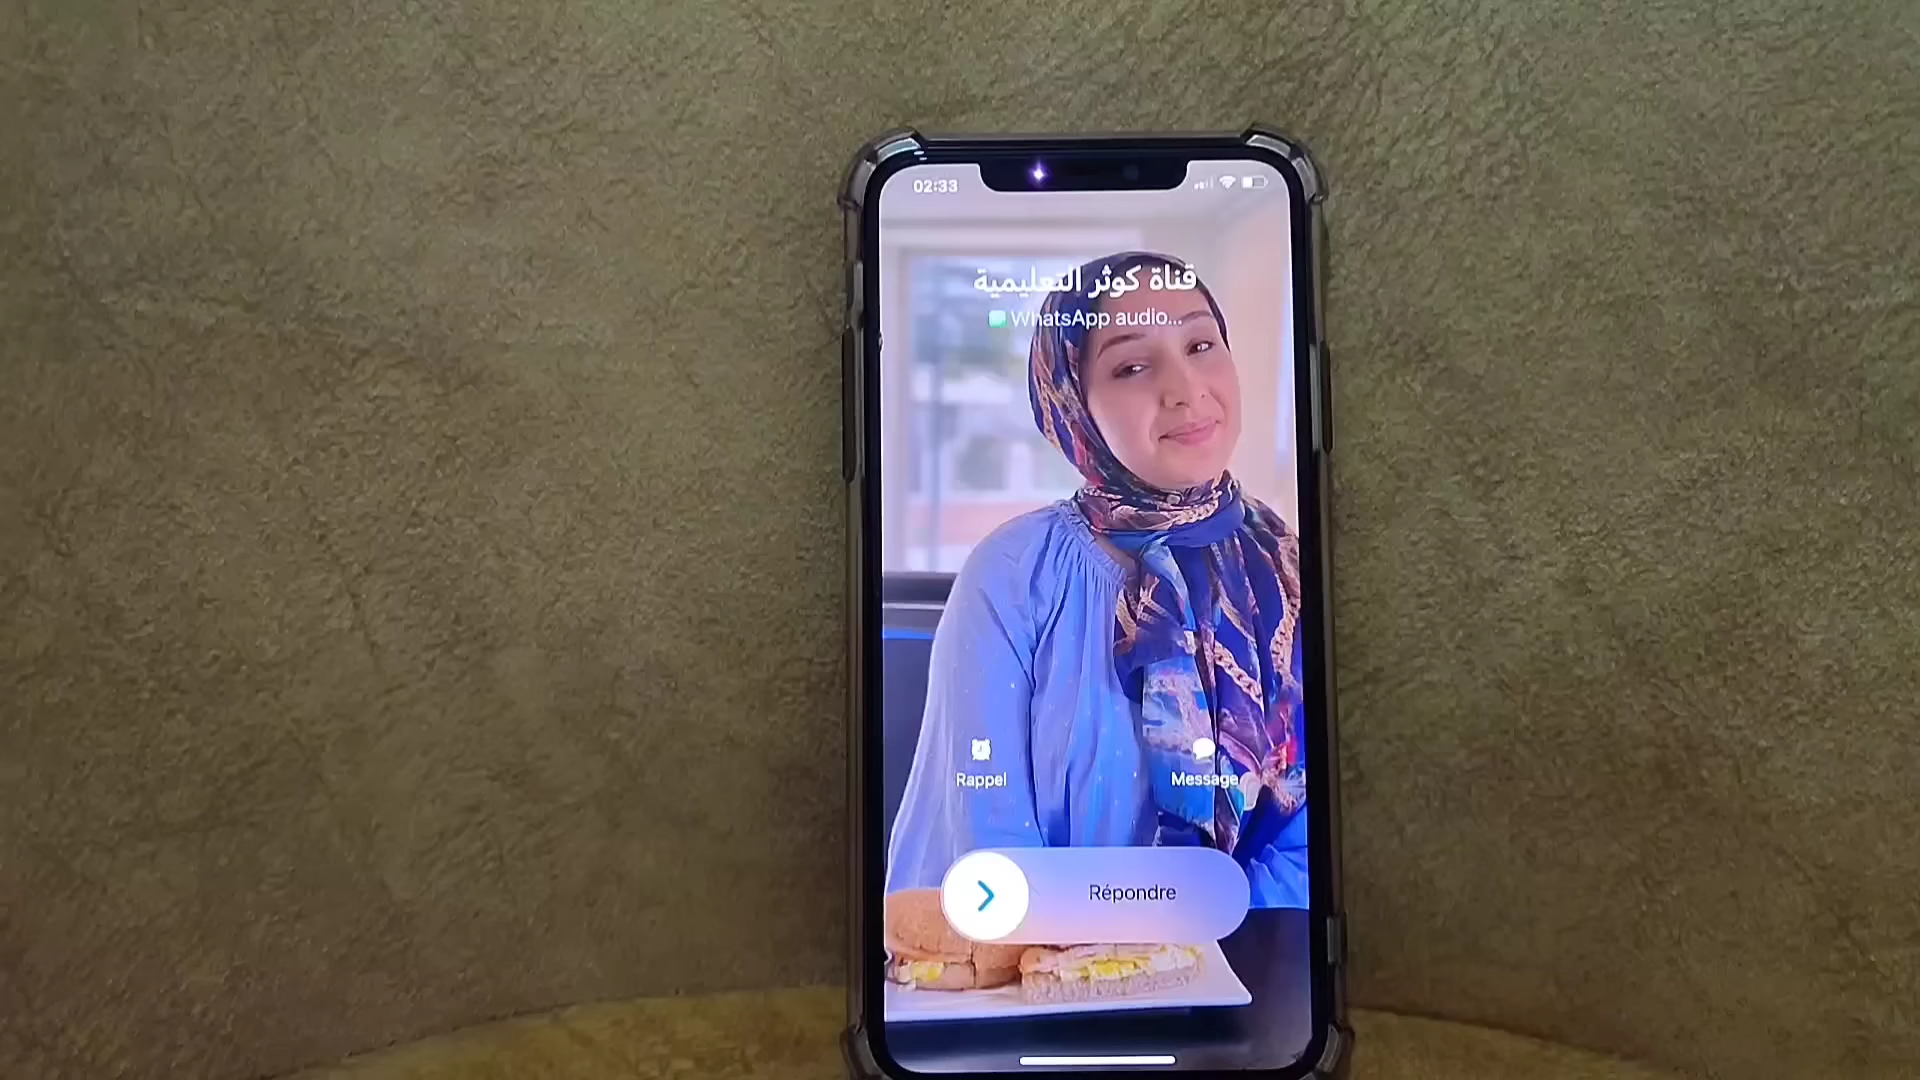 02:33
قناة كوثر التعليمية
WhatsApp audio...
Rappel
Message
Répondre